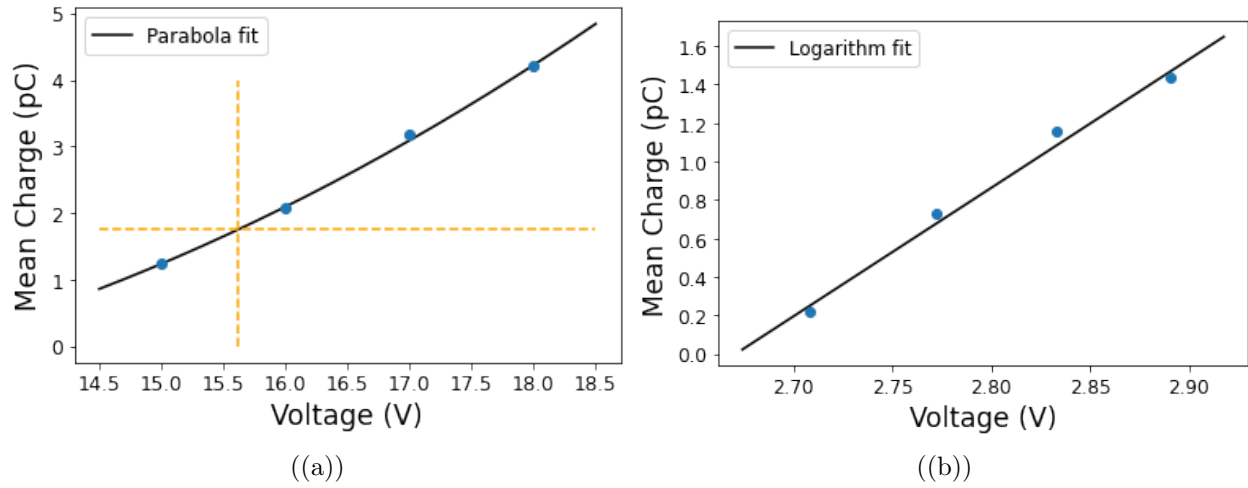 Parabola fit
Mean Charge (pC)
5
4
3
2
1
0
14.5 15.0 15.5 16.0 16.5 17.0 17.5 18.0 18.5
Voltage (V)
((a))
Logarithm fit
Mean Charge (pC)
1.6
1.4
1.2
1.0
0.8
0.6
0.4
0.2
0.0
2.70 2.75 2.80 2.85 2.90
Voltage (V)
((b))